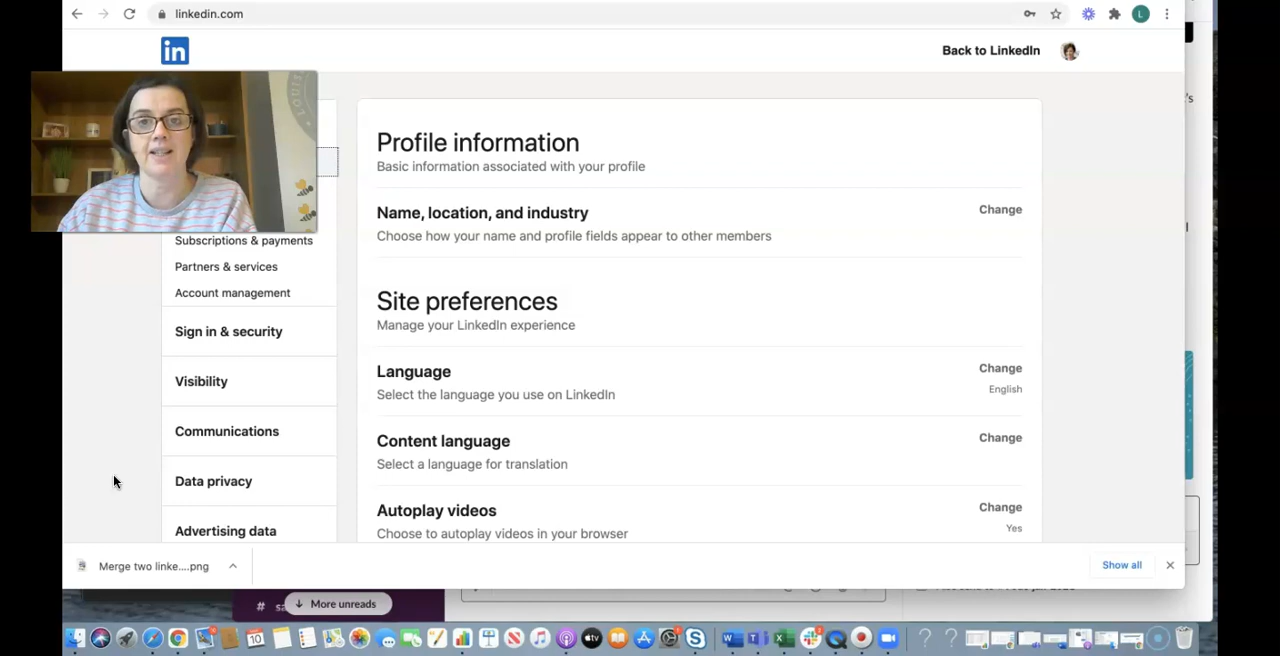 linkedin.com
L
in
Back to LinkedIn
Profile information
Basic information associated with your profile
Name, location, and industry
Change
Choose how your name and profile fields appear to other members
Subscriptions & payments
Partners & services
Account management
Site preferences
Manage your LinkedIn experience
Sign in & security
Language
Change
Select the language you use on LinkedIn
English
Visibility
Communications
Content language
Change
Select a language for translation
Data privacy
Autoplay videos
Change
Choose to autoplay videos in your browser
Yes
Advertising data
Merge two linke....png
Show all
More unreads